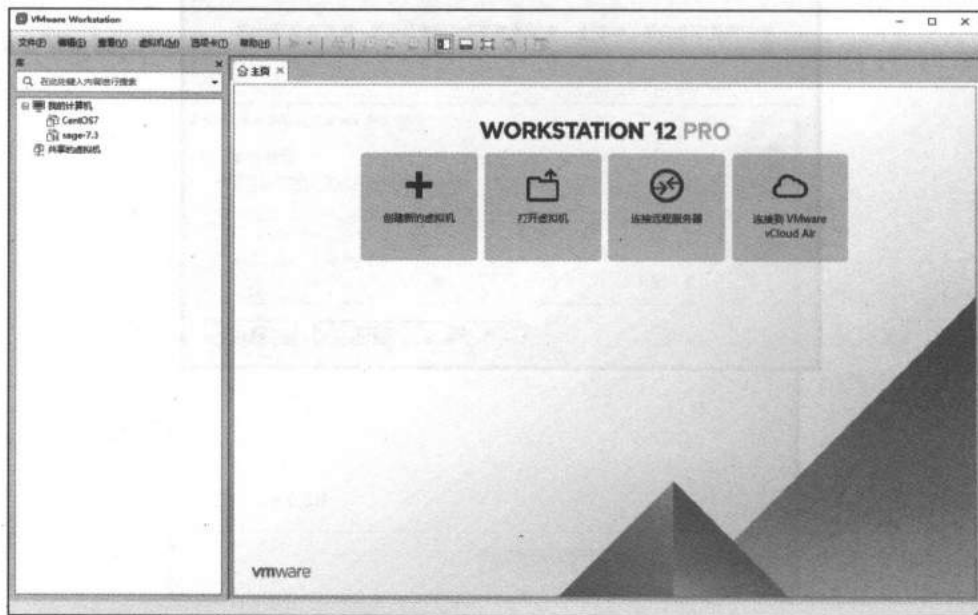 VMware Workstation
文件(F) 编辑(E) 查看(V) 虚拟机(M) 选项卡(T) 帮助(H)
库
在此处键入内容进行搜索
我的计算机
CentOS7
sage-7.3
共享的虚拟机
主页
WORKSTATION™ 12 PRO
创建新的虚拟机
打开虚拟机
连接远程服务器
连接到 VMware
vCloud Air
vmware